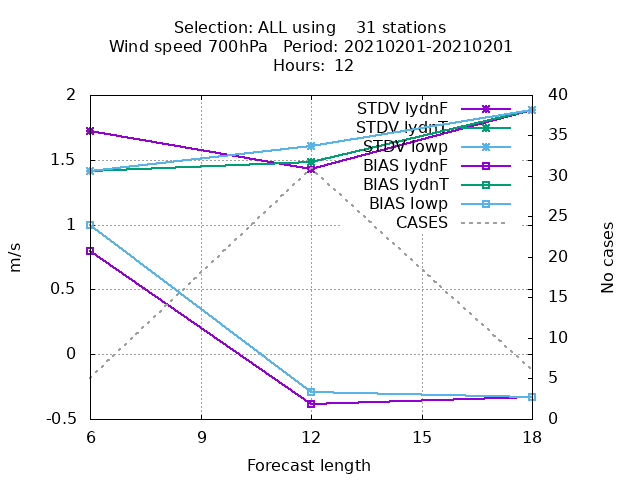 Selection: ALL using    31 stations
Wind speed 700hPa   Period: 20210201-20210201
Hours: 12
STDV lydnF
STDV lydnT
STDV lowp
BIAS lydnF
BIAS lydnT
BIAS lowp
CASES
2
1.5
1
0.5
0
-0.5
m/s
40
35
30
25
20
15
10
5
0
No cases
6 9 12 15 18
Forecast length